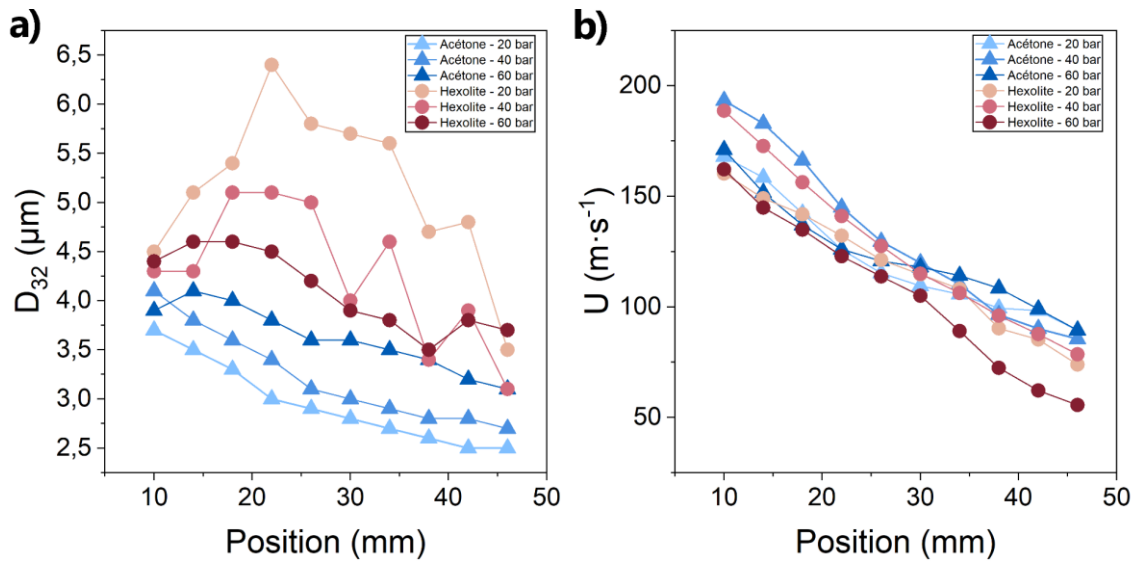 a)
6,5
6,0
5,5
5,0
4,5
4,0
3,5
3,0
2,5
D32 (µm)
Acétone - 20 bar
Acétone - 40 bar
Acétone - 60 bar
Hexolite - 20 bar
Hexolite - 40 bar
Hexolite - 60 bar
10 20 30 40 50
Position (mm)
b)
200
150
100
50
U (m·s⁻¹)
Acétone - 20 bar
Acétone - 40 bar
Acétone - 60 bar
Hexolite - 20 bar
Hexolite - 40 bar
Hexolite - 60 bar
10 20 30 40 50
Position (mm)